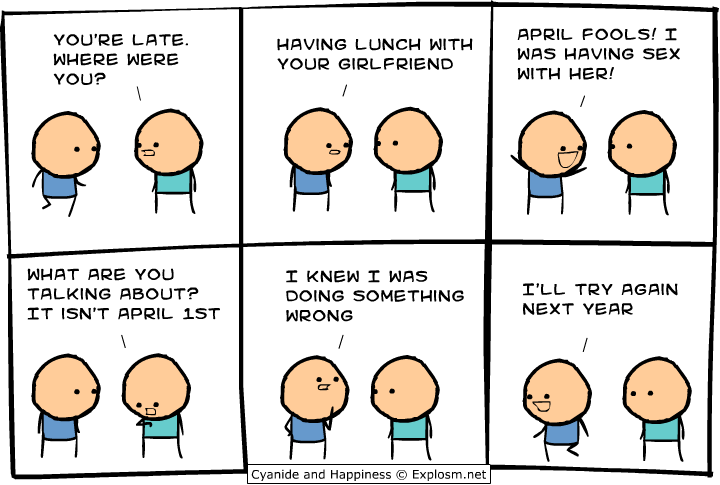 YOU'RE LATE.
WHERE WERE
YOU?
HAVING LUNCH WITH
YOUR GIRLFRIEND
APRIL FOOLS! I
WAS HAVING SEX
WITH HER!
WHAT ARE YOU
TALKING ABOUT?
IT ISN'T APRIL 1ST
I KNEW I WAS
DOING SOMETHING
WRONG
I'LL TRY AGAIN
NEXT YEAR
Cyanide and Happiness © Explosm.net